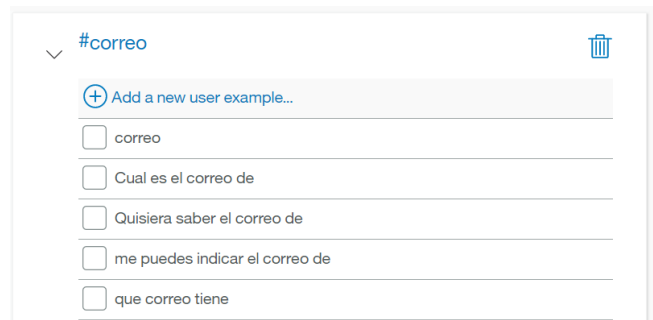 #correo
Add a new user example...
correo
Cual es el correo de
Quisiera saber el correo de
me puedes indicar el correo de
que correo tiene